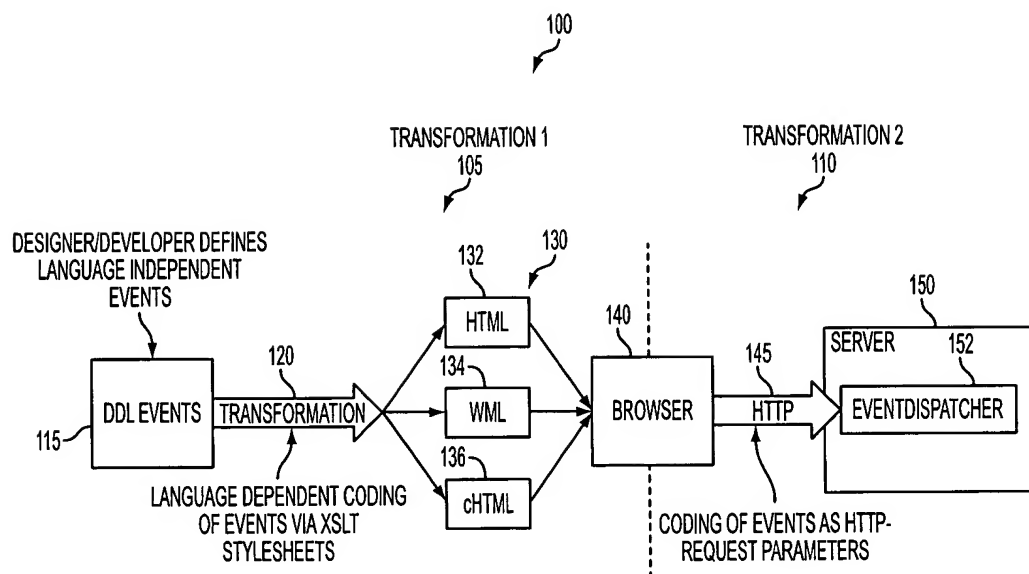 100
TRANSFORMATION 1
105
TRANSFORMATION 2
110
DESIGNER/DEVELOPER DEFINES
LANGUAGE INDEPENDENT
EVENTS
115
DDL EVENTS
120
TRANSFORMATION
LANGUAGE DEPENDENT CODING
OF EVENTS VIA XSLT
STYLESHEETS
130
132
HTML
134
WML
136
cHTML
140
BROWSER
145
HTTP
CODING OF EVENTS AS HTTP-
REQUEST PARAMETERS
150
SERVER
152
EVENTDISPATCHER